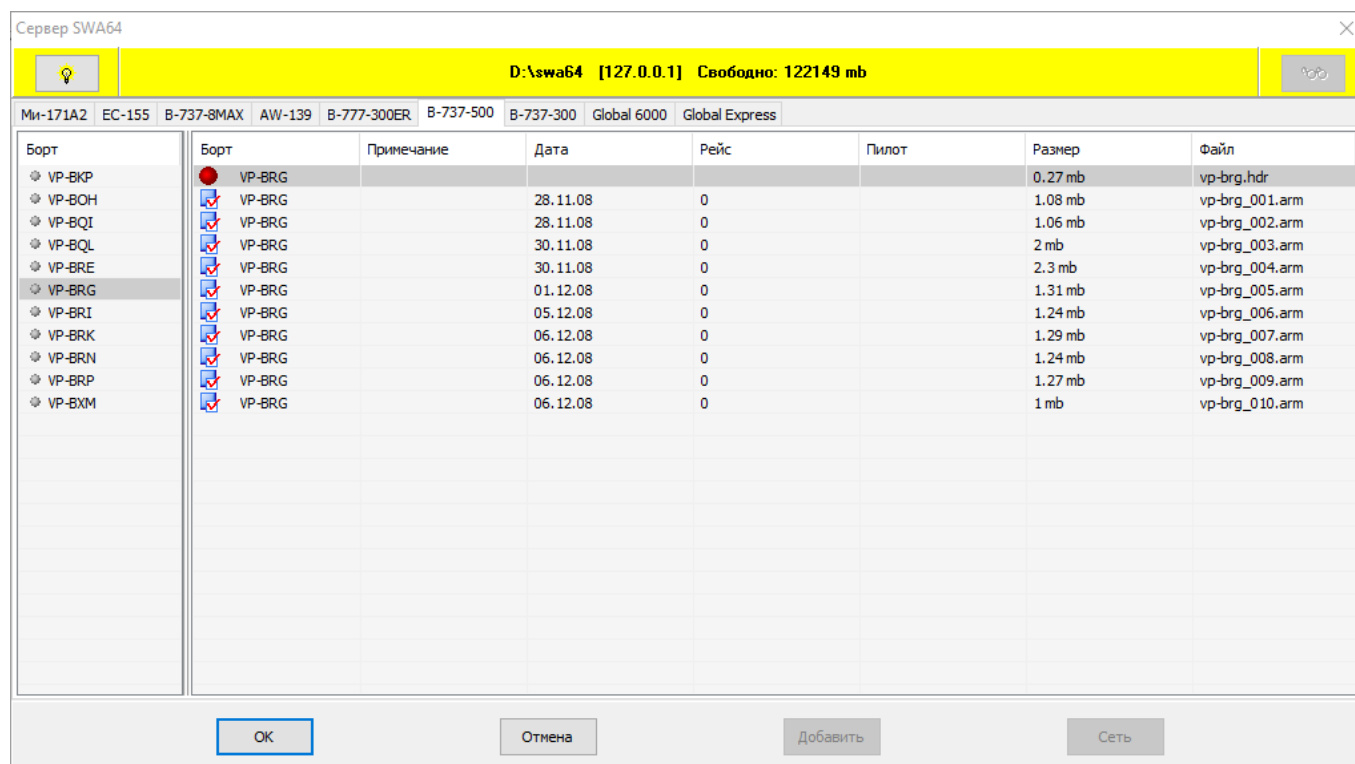 Сервер SWA64
D:\swa64 [127.0.0.1] Свободно: 122149 mb
Ми-171А2 EC-155 B-737-8MAX AW-139 B-777-300ER B-737-500 B-737-300 Global 6000 Global Express
Борт
VP-BKP
VP-BOH
VP-BQI
VP-BQL
VP-BRE
VP-BRG
VP-BRI
VP-BRK
VP-BRN
VP-BRP
VP-BXM
Борт Примечание Дата Рейс Пилот Размер Файл
VP-BRG 0.27 mb vp-brg.hdr
VP-BRG 28.11.08 0 1.08 mb vp-brg_001.arm
VP-BRG 28.11.08 0 1.06 mb vp-brg_002.arm
VP-BRG 30.11.08 0 2 mb vp-brg_003.arm
VP-BRG 30.11.08 0 2.3 mb vp-brg_004.arm
VP-BRG 01.12.08 0 1.31 mb vp-brg_005.arm
VP-BRG 05.12.08 0 1.24 mb vp-brg_006.arm
VP-BRG 06.12.08 0 1.29 mb vp-brg_007.arm
VP-BRG 06.12.08 0 1.24 mb vp-brg_008.arm
VP-BRG 06.12.08 0 1.27 mb vp-brg_009.arm
VP-BRG 06.12.08 0 1 mb vp-brg_010.arm
OK Отмена Добавить Сеть